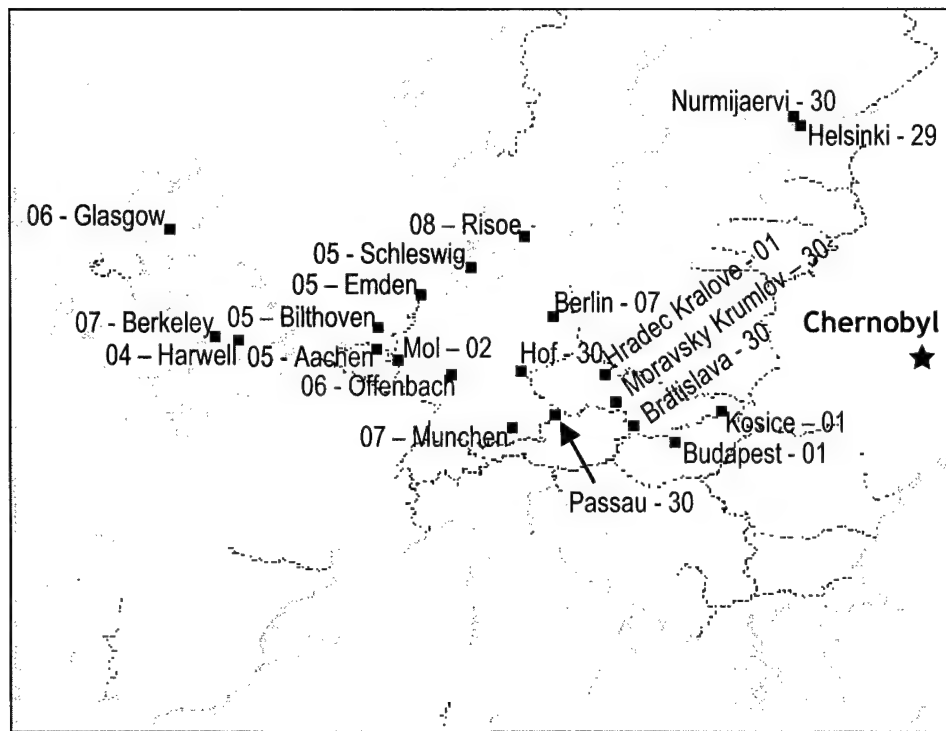 Nurmijaervi - 30
Helsinki - 29
06 - Glasgow
08 – Risoe
05 - Schleswig
05 – Emden
Berlin - 07
Hradec Kralove - 01
Moravsky Krumlov – 30
Bratislava - 30
Chernobyl
07 - Berkeley
05 – Bilthoven
04 – Harwell
05 - Aachen
Mol – 02
Hof - 30
06 - Offenbach
07 – Munchen
Kosice – 01
Budapest - 01
Passau - 30